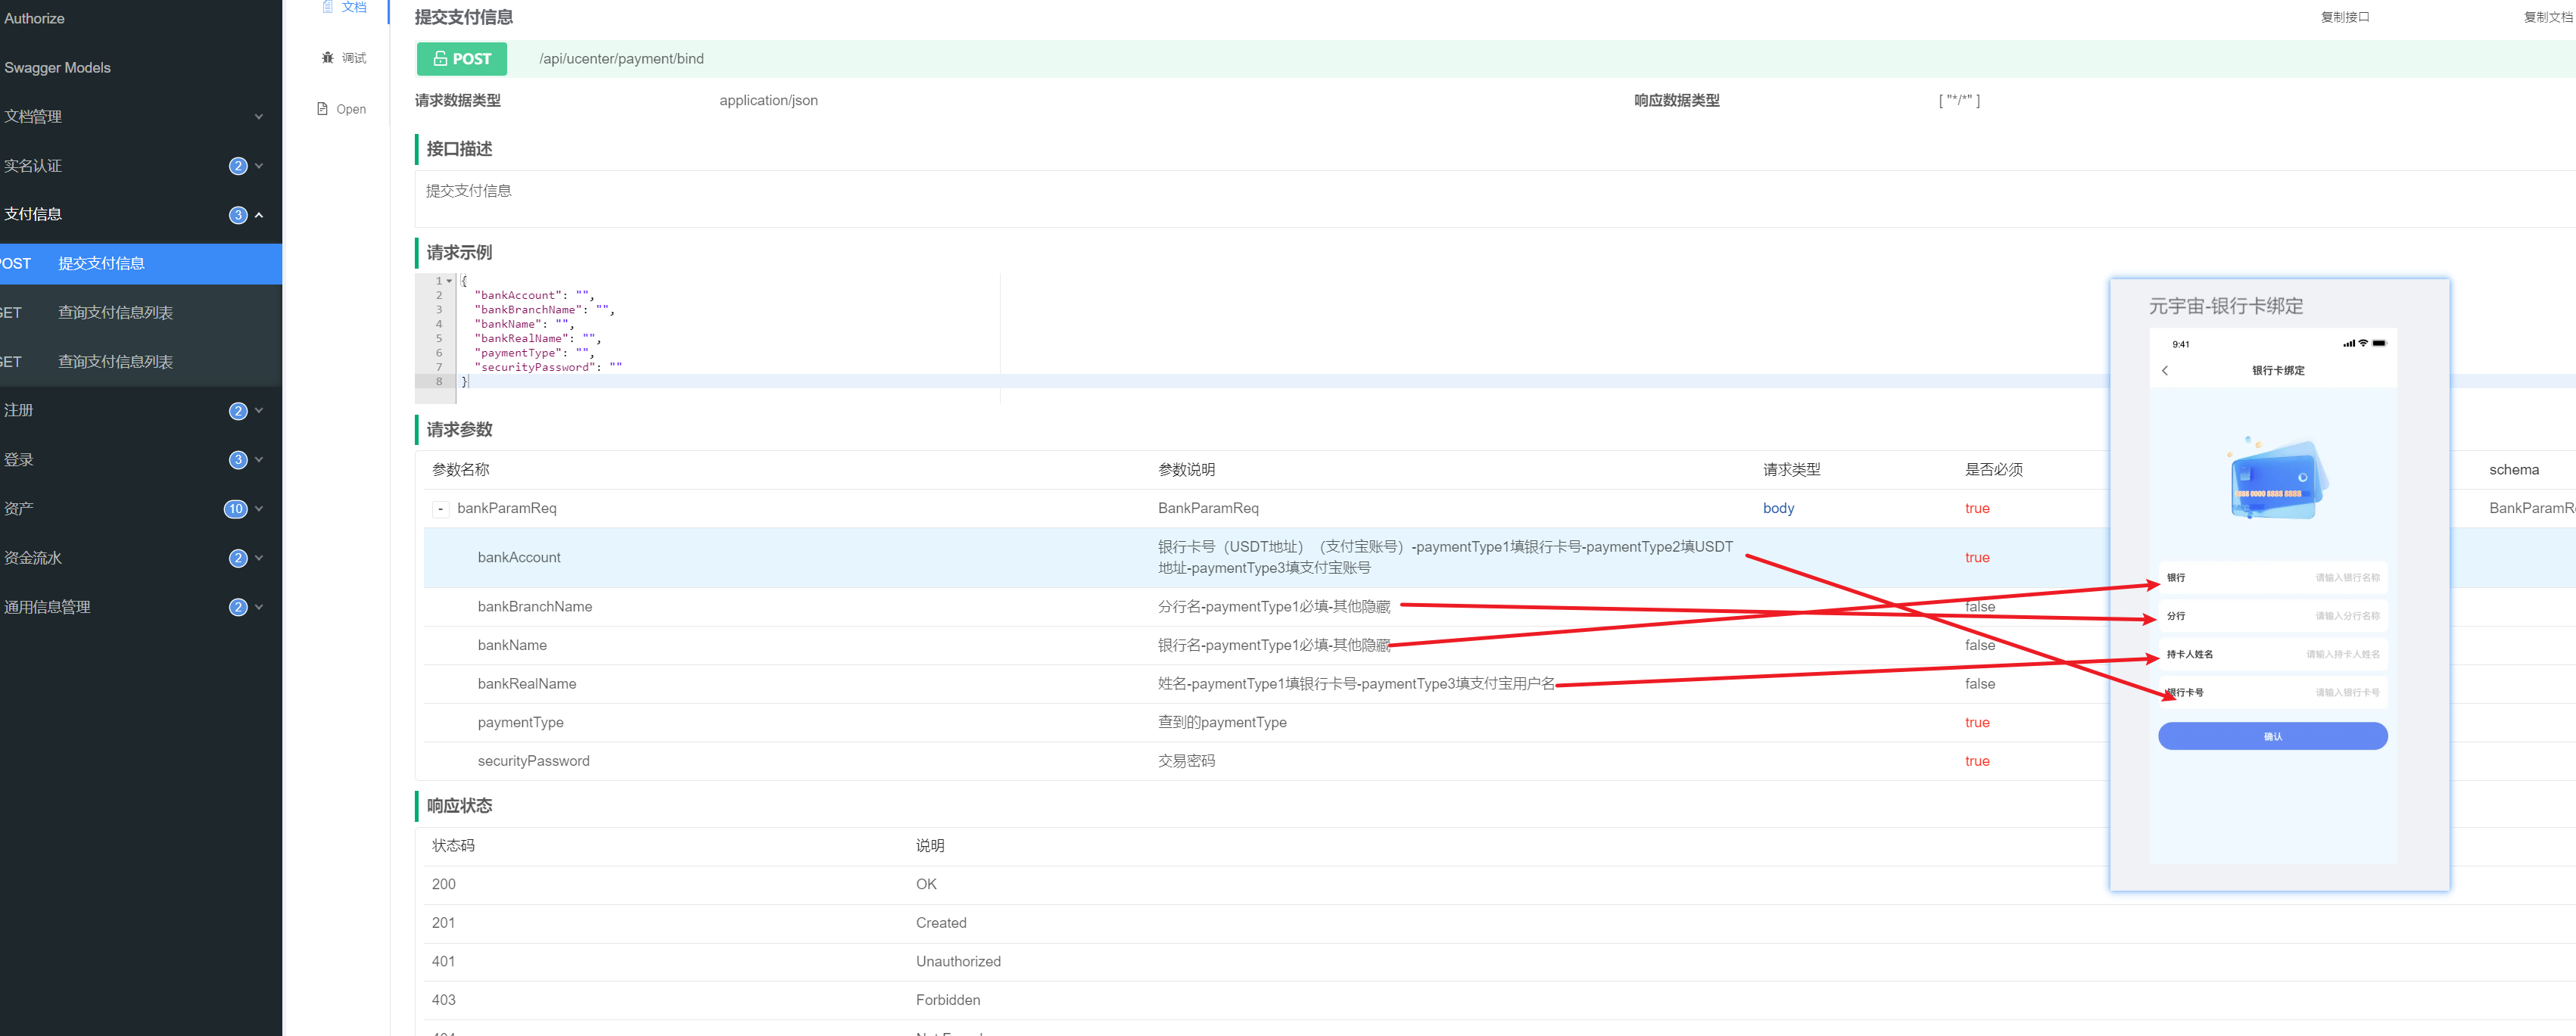 Authorize
Swagger Models
文档管理
实名认证 2
支付信息 3
POST 提交支付信息
GET 查询支付信息列表
GET 查询支付信息列表
注册 2
登录 3
资产 10
资金流水 2
通用信息管理 2
文档
调试
Open
提交支付信息 复制接口 复制文档
POST /api/ucenter/payment/bind
请求数据类型 application/json 响应数据类型 [ "*/*" ]
接口描述
提交支付信息
请求示例
1 {
2 "bankAccount": "",
3 "bankBranchName": "",
4 "bankName": "",
5 "bankRealName": "",
6 "paymentType": "",
7 "securityPassword": ""
8 }
请求参数
参数名称 参数说明 请求类型 是否必须 schema
- bankParamReq BankParamReq body true BankParamRe
bankAccount 银行卡号（USDT地址）（支付宝账号）-paymentType1填银行卡号-paymentType2填USDT
地址-paymentType3填支付宝账号 true
bankBranchName 分行名-paymentType1必填-其他隐藏 false
bankName 银行名-paymentType1必填-其他隐藏 false
bankRealName 姓名-paymentType1填银行卡号-paymentType3填支付宝用户名 false
paymentType 查到的paymentType true
securityPassword 交易密码 true
响应状态
状态码 说明
200 OK
201 Created
401 Unauthorized
403 Forbidden
元宇宙-银行卡绑定
9:41
银行卡绑定
银行 请输入银行名称
分行 请输入分行名称
持卡人姓名 请输入持卡人姓名
银行卡号 请输入银行卡号
确认